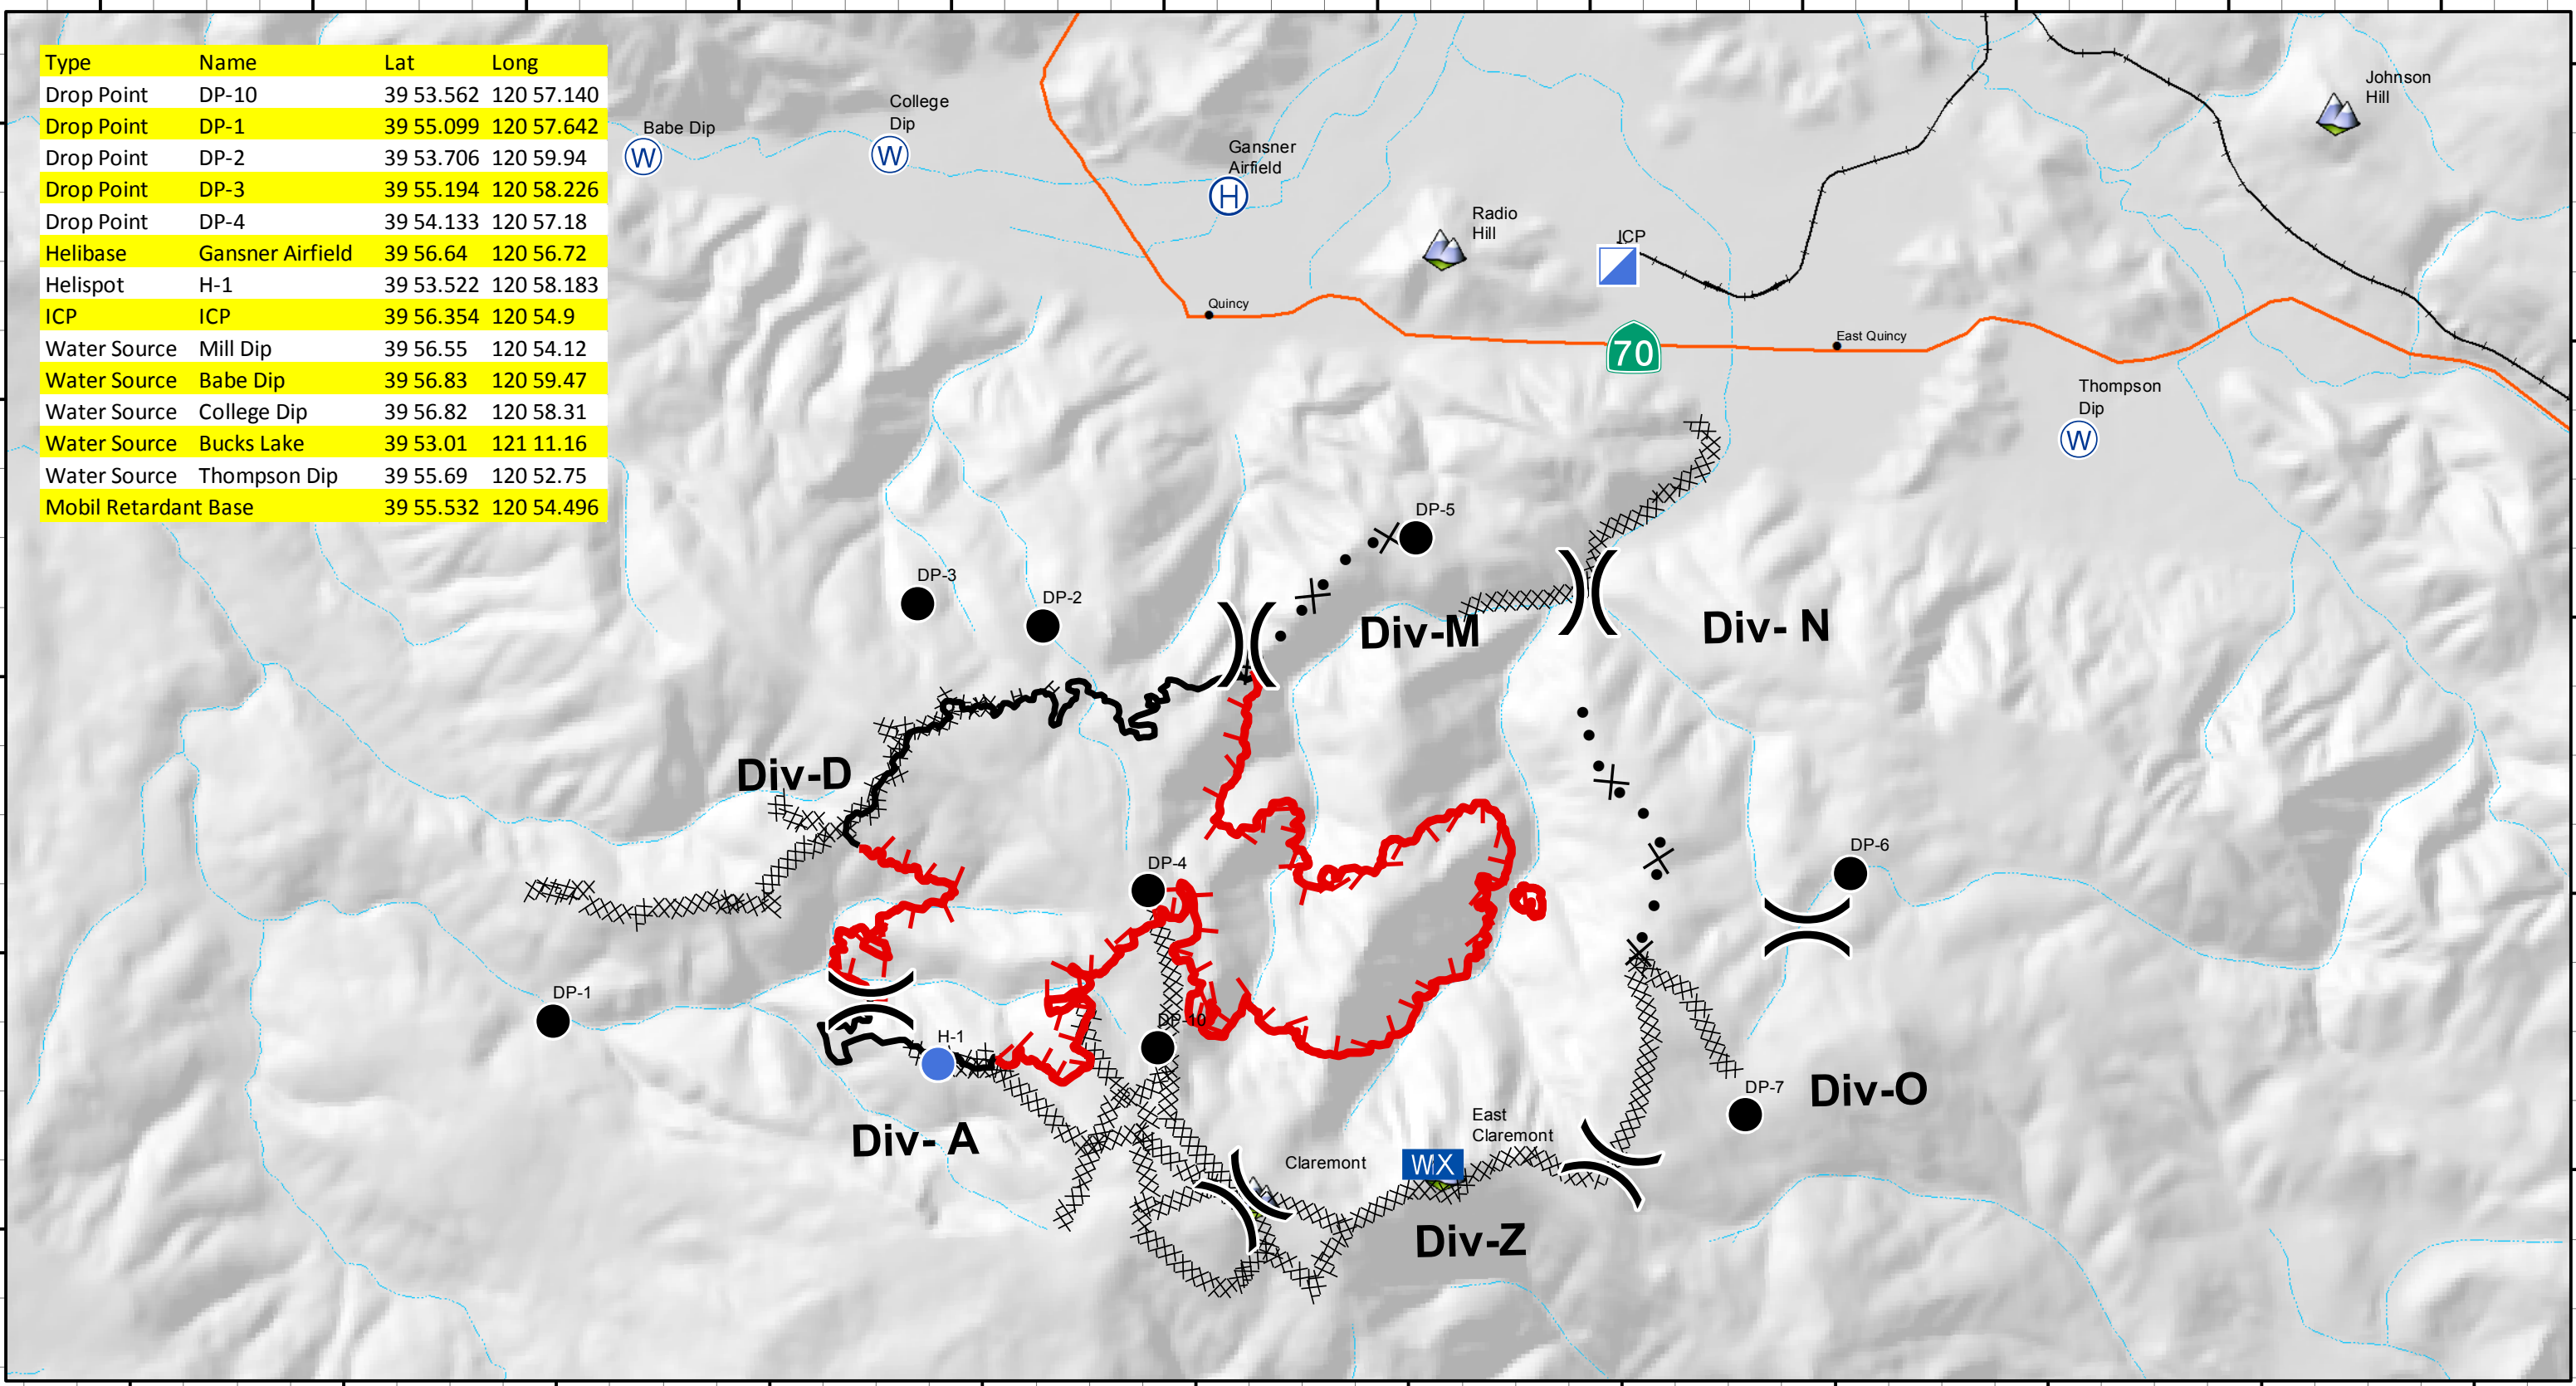 Type Name Lat Long
Drop Point DP-10 39 53.562 120 57.140
Drop Point DP-1 39 55.099 120 57.642
Drop Point DP-2 39 53.706 120 59.94
Drop Point DP-3 39 55.194 120 58.226
Drop Point DP-4 39 54.133 120 57.18
Helibase Gansner Airfield 39 56.64 120 56.72
Helispot H-1 39 53.522 120 58.183
ICP ICP 39 56.354 120 54.9
Water Source Mill Dip 39 56.55 120 54.12
Water Source Babe Dip 39 56.83 120 59.47
Water Source College Dip 39 56.82 120 58.31
Water Source Bucks Lake 39 53.01 121 11.16
Water Source Thompson Dip 39 55.69 120 52.75
Mobil Retardant Base 39 55.532 120 54.496
Johnson
Hill
College
Dip
W
Babe Dip
W
Gansner
Airfield
H
Radio
Hill
ICP
Quincy
70
East Quincy
Thompson
Dip
W
DP-5
DP-3
DP-2
Div-M
Div- N
Div-D
DP-4
DP-6
DP-1
DP-10
H-1
DP-7
Div-O
Div- A
East
Claremont
Claremont
WX
Div-Z